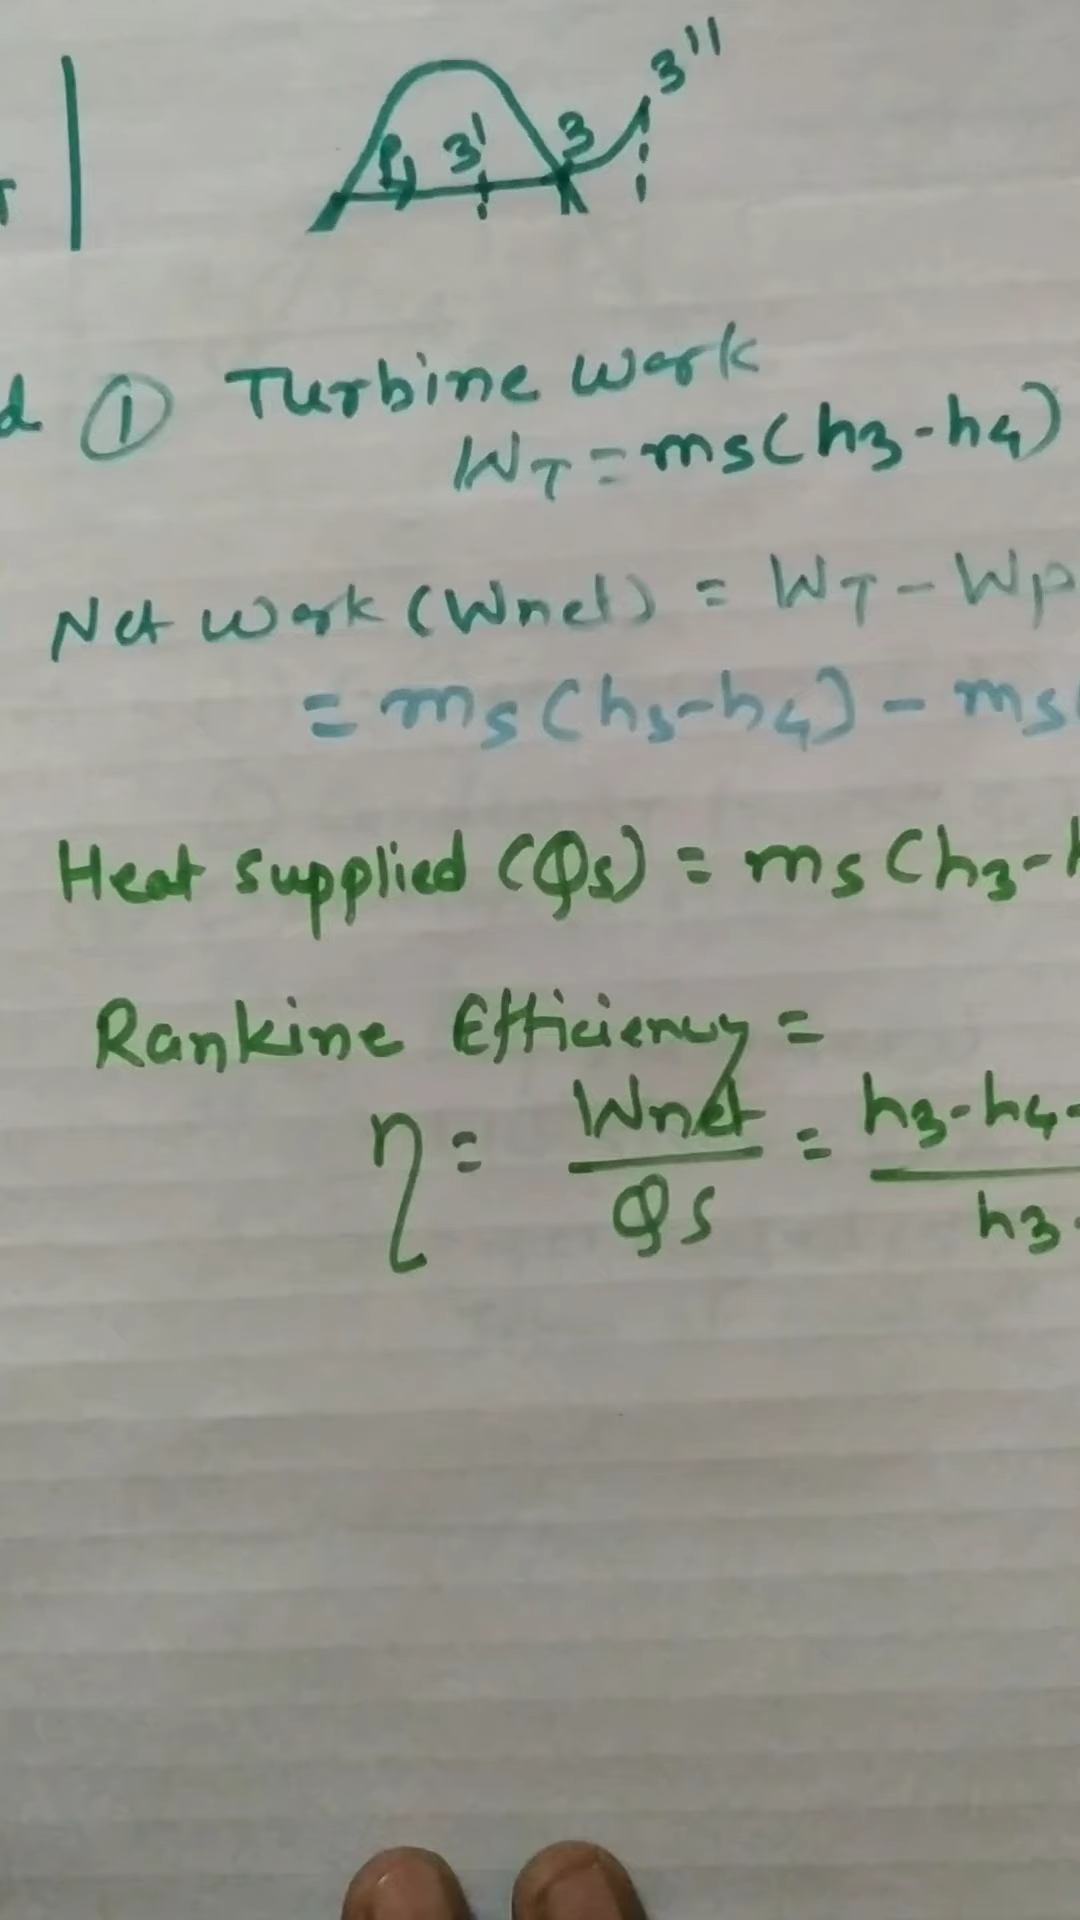 3''
P1 3' 3
① Turbine Work
WT = ms(h3-h4)
Net Work (Wnet) = WT - WP
= ms(h3-h4) - ms(
Heat supplied (Qs) = ms(h3-h
Rankine Efficiency =
η = Wnet/Qs = h3-h4-/h3-